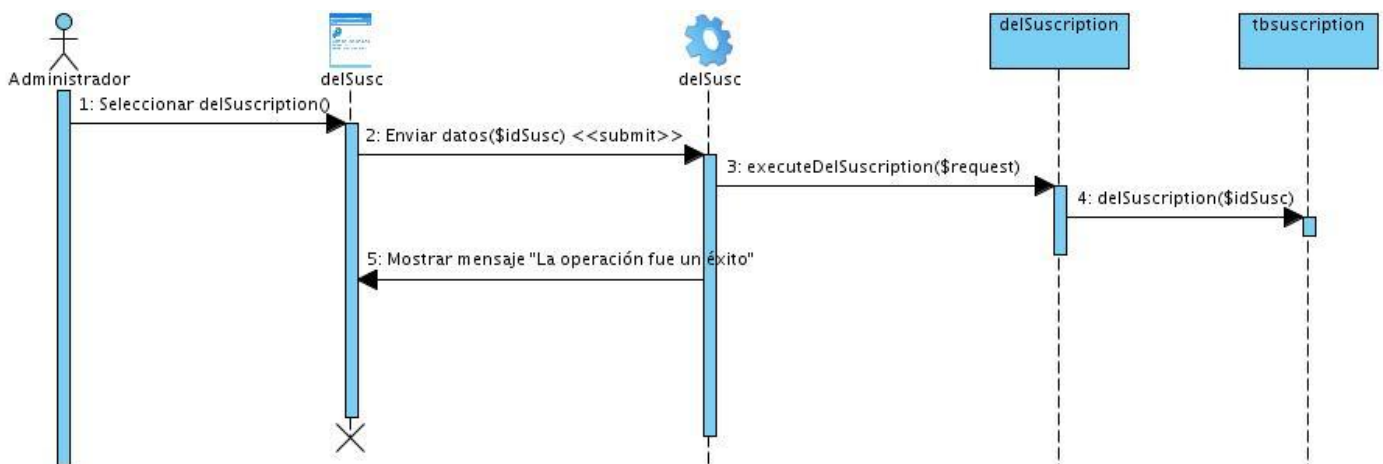 delSuscription
tbsuscription
Administrador
delSusc
delSusc
1: Seleccionar delSuscription()
2: Enviar datos($idSusc) <<submit>>
3: executeDelSuscription($request)
4: delSuscription($idSusc)
5: Mostrar mensaje "La operación fue un éxito"